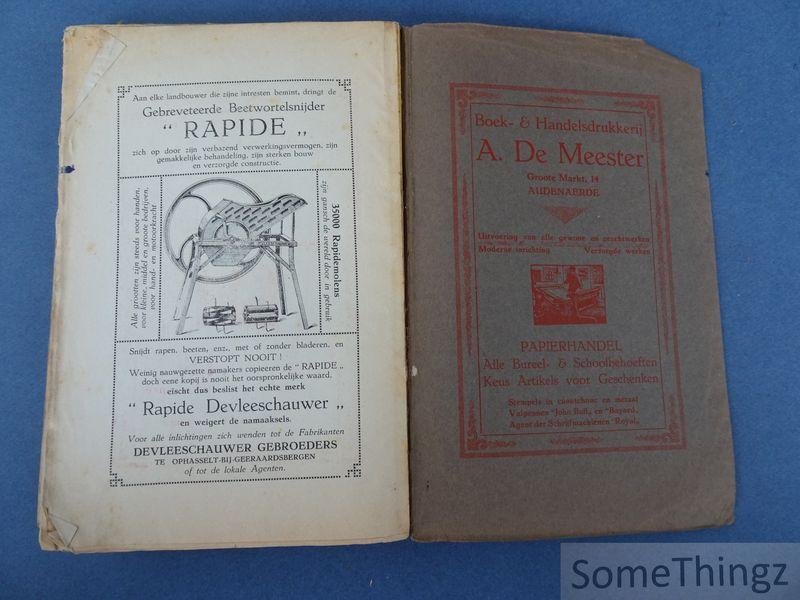 Aan elke landbouwer die zijne intresten bemint, dringt de
Gebreveteerde Beetwortelsnijder
" RAPIDE „
zich op door zijn verbazend verwerkingsvermogen, zijn
gemakkelijke behandeling, zijn sterken bouw
en verzorgde constructie.
Alle grootten zijn steeds voor handen,
voor kleine, middel en groote bedrijven,
voor hand- en motorkracht
35000 Rapidemolens
zijn gansch de wereld door in gebruik
Snijdt rapen, beeten, enz., met of zonder bladeren, en
VERSTOPT NOOIT !
Weinig nauwgezette namakers copieeren de " RAPIDE „
doch eene kopij is nooit het oorspronkelijke waard.
eischt dus beslist het echte merk
" Rapide Devleeschauwer „
en weigert de namaaksels.
Voor alle inlichtingen zich wenden tot de Fabrikanten
DEVLEESCHAUWER GEBROEDERS
TE OPHASSELT-BIJ-GEERAARDSBERGEN
of tot de lokale Agenten.
Boek- & Handelsdrukkerij
A. De Meester
Groote Markt, 14
AUDENAERDE
Uitvoering van alle gewone en prachtwerken
Moderne inrichting Verzorgde werken
PAPIERHANDEL
Alle Bureel- & Schoolbehoeften
Keus Artikels voor Geschenken
Stempels in caoutchouc en metaal
Vulpennen "John Bull„ en "Bayard„
Agent der Schrijfmachienen "Royal„
SomeThingz